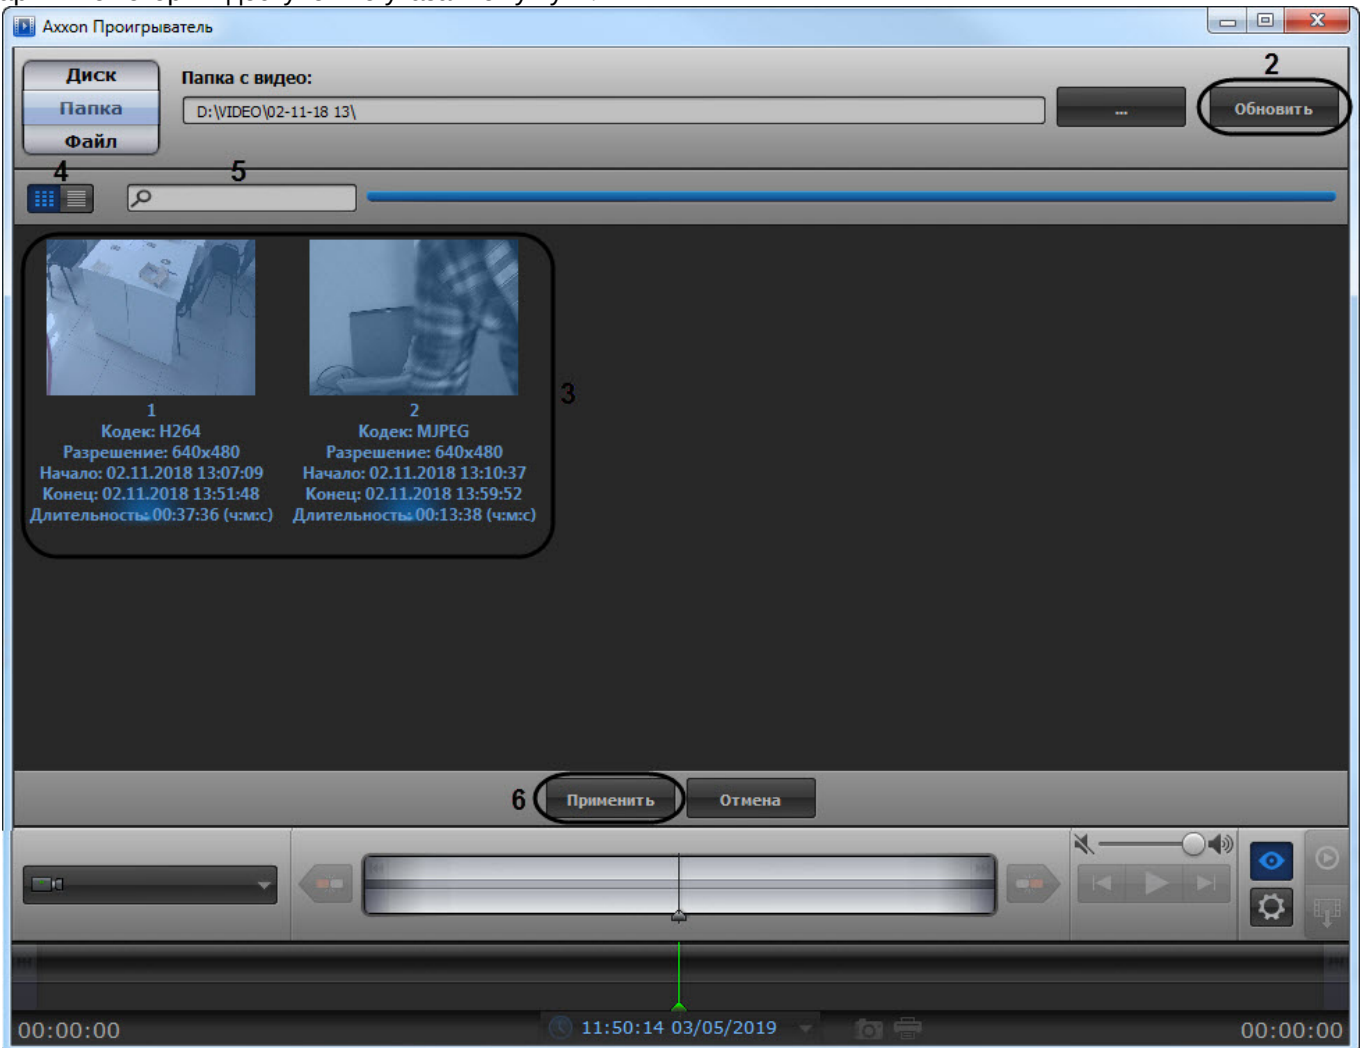 Axxon Проигрыватель
Диск
Папка
Файл
Папка с видео:
D:\VIDEO\02-11-18 13\
...
2
Обновить
4
5
3
1
Кодек: H264
Разрешение: 640x480
Начало: 02.11.2018 13:07:09
Конец: 02.11.2018 13:51:48
Длительность: 00:37:36 (ч:м:с)
2
Кодек: MJPEG
Разрешение: 640x480
Начало: 02.11.2018 13:10:37
Конец: 02.11.2018 13:59:52
Длительность: 00:13:38 (ч:м:с)
6
Применить
Отмена
00:00:00
11:50:14 03/05/2019
00:00:00